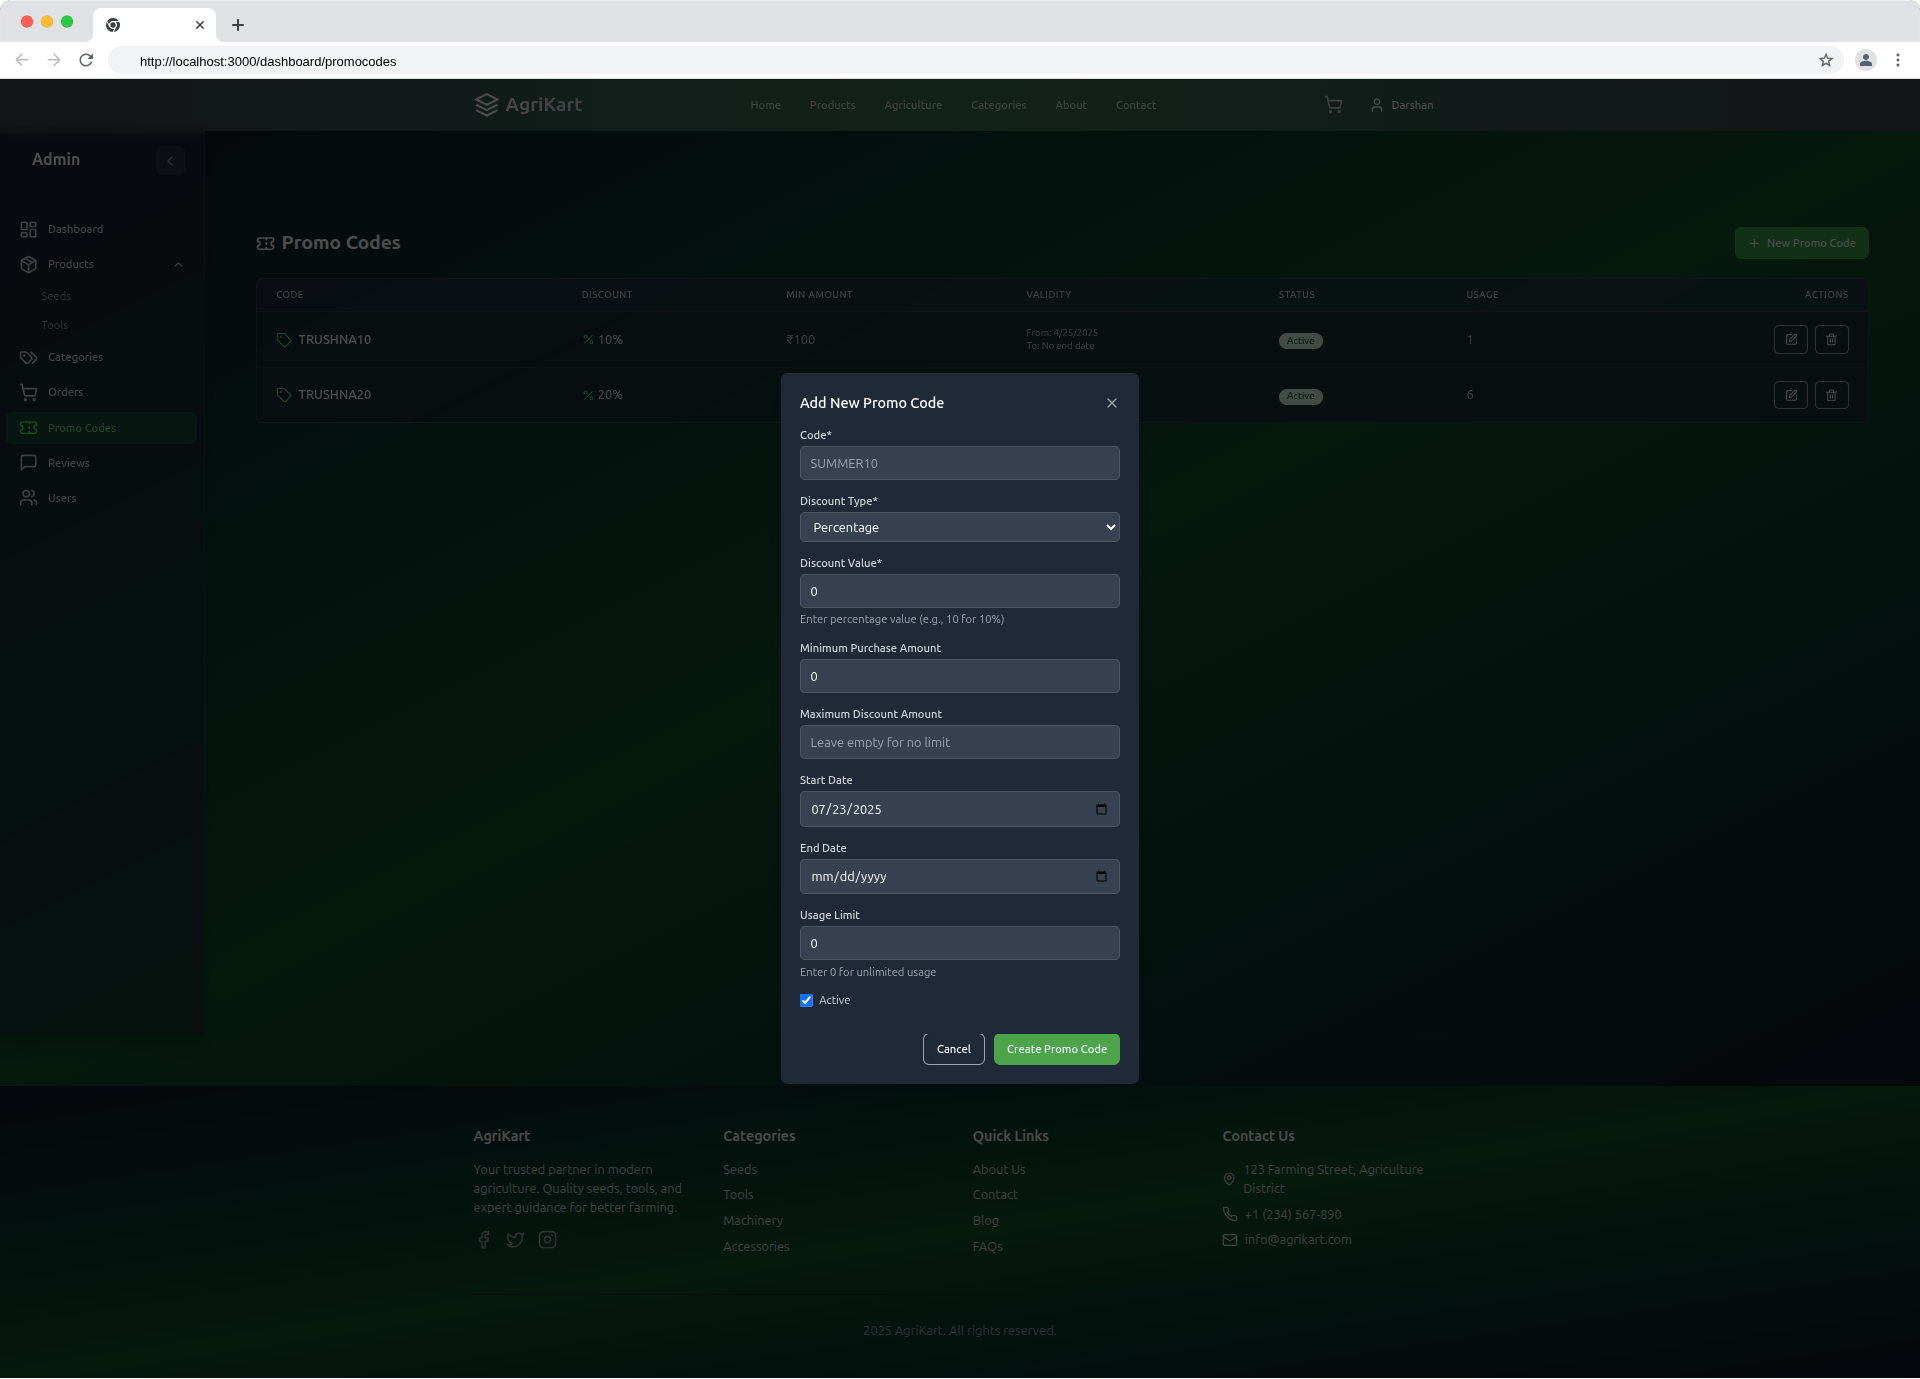 http://localhost:3000/dashboard/promocodes
AgriKart
Home
Products
Agriculture
Categories
About
Contact
Darshan
Admin
Dashboard
Products
Seeds
Tools
Categories
Orders
Promo Codes
Reviews
Users
Promo Codes
New Promo Code
CODE
DISCOUNT
MIN AMOUNT
VALIDITY
STATUS
USAGE
ACTIONS
TRUSHNA10
10%
₹100
From: 4/25/2025
To: No end date
Active
1
TRUSHNA20
20%
Active
6
Add New Promo Code
Code*
SUMMER10
Discount Type*
Percentage
Discount Value*
0
Enter percentage value (e.g., 10 for 10%)
Minimum Purchase Amount
0
Maximum Discount Amount
Leave empty for no limit
Start Date
07/23/2025
End Date
mm/dd/yyyy
Usage Limit
0
Enter 0 for unlimited usage
Active
Cancel
Create Promo Code
AgriKart
Your trusted partner in modern
agriculture. Quality seeds, tools, and
expert guidance for better farming.
Categories
Seeds
Tools
Machinery
Accessories
Quick Links
About Us
Contact
Blog
FAQs
Contact Us
123 Farming Street, Agriculture
District
+1 (234) 567-890
info@agrikart.com
2025 AgriKart. All rights reserved.